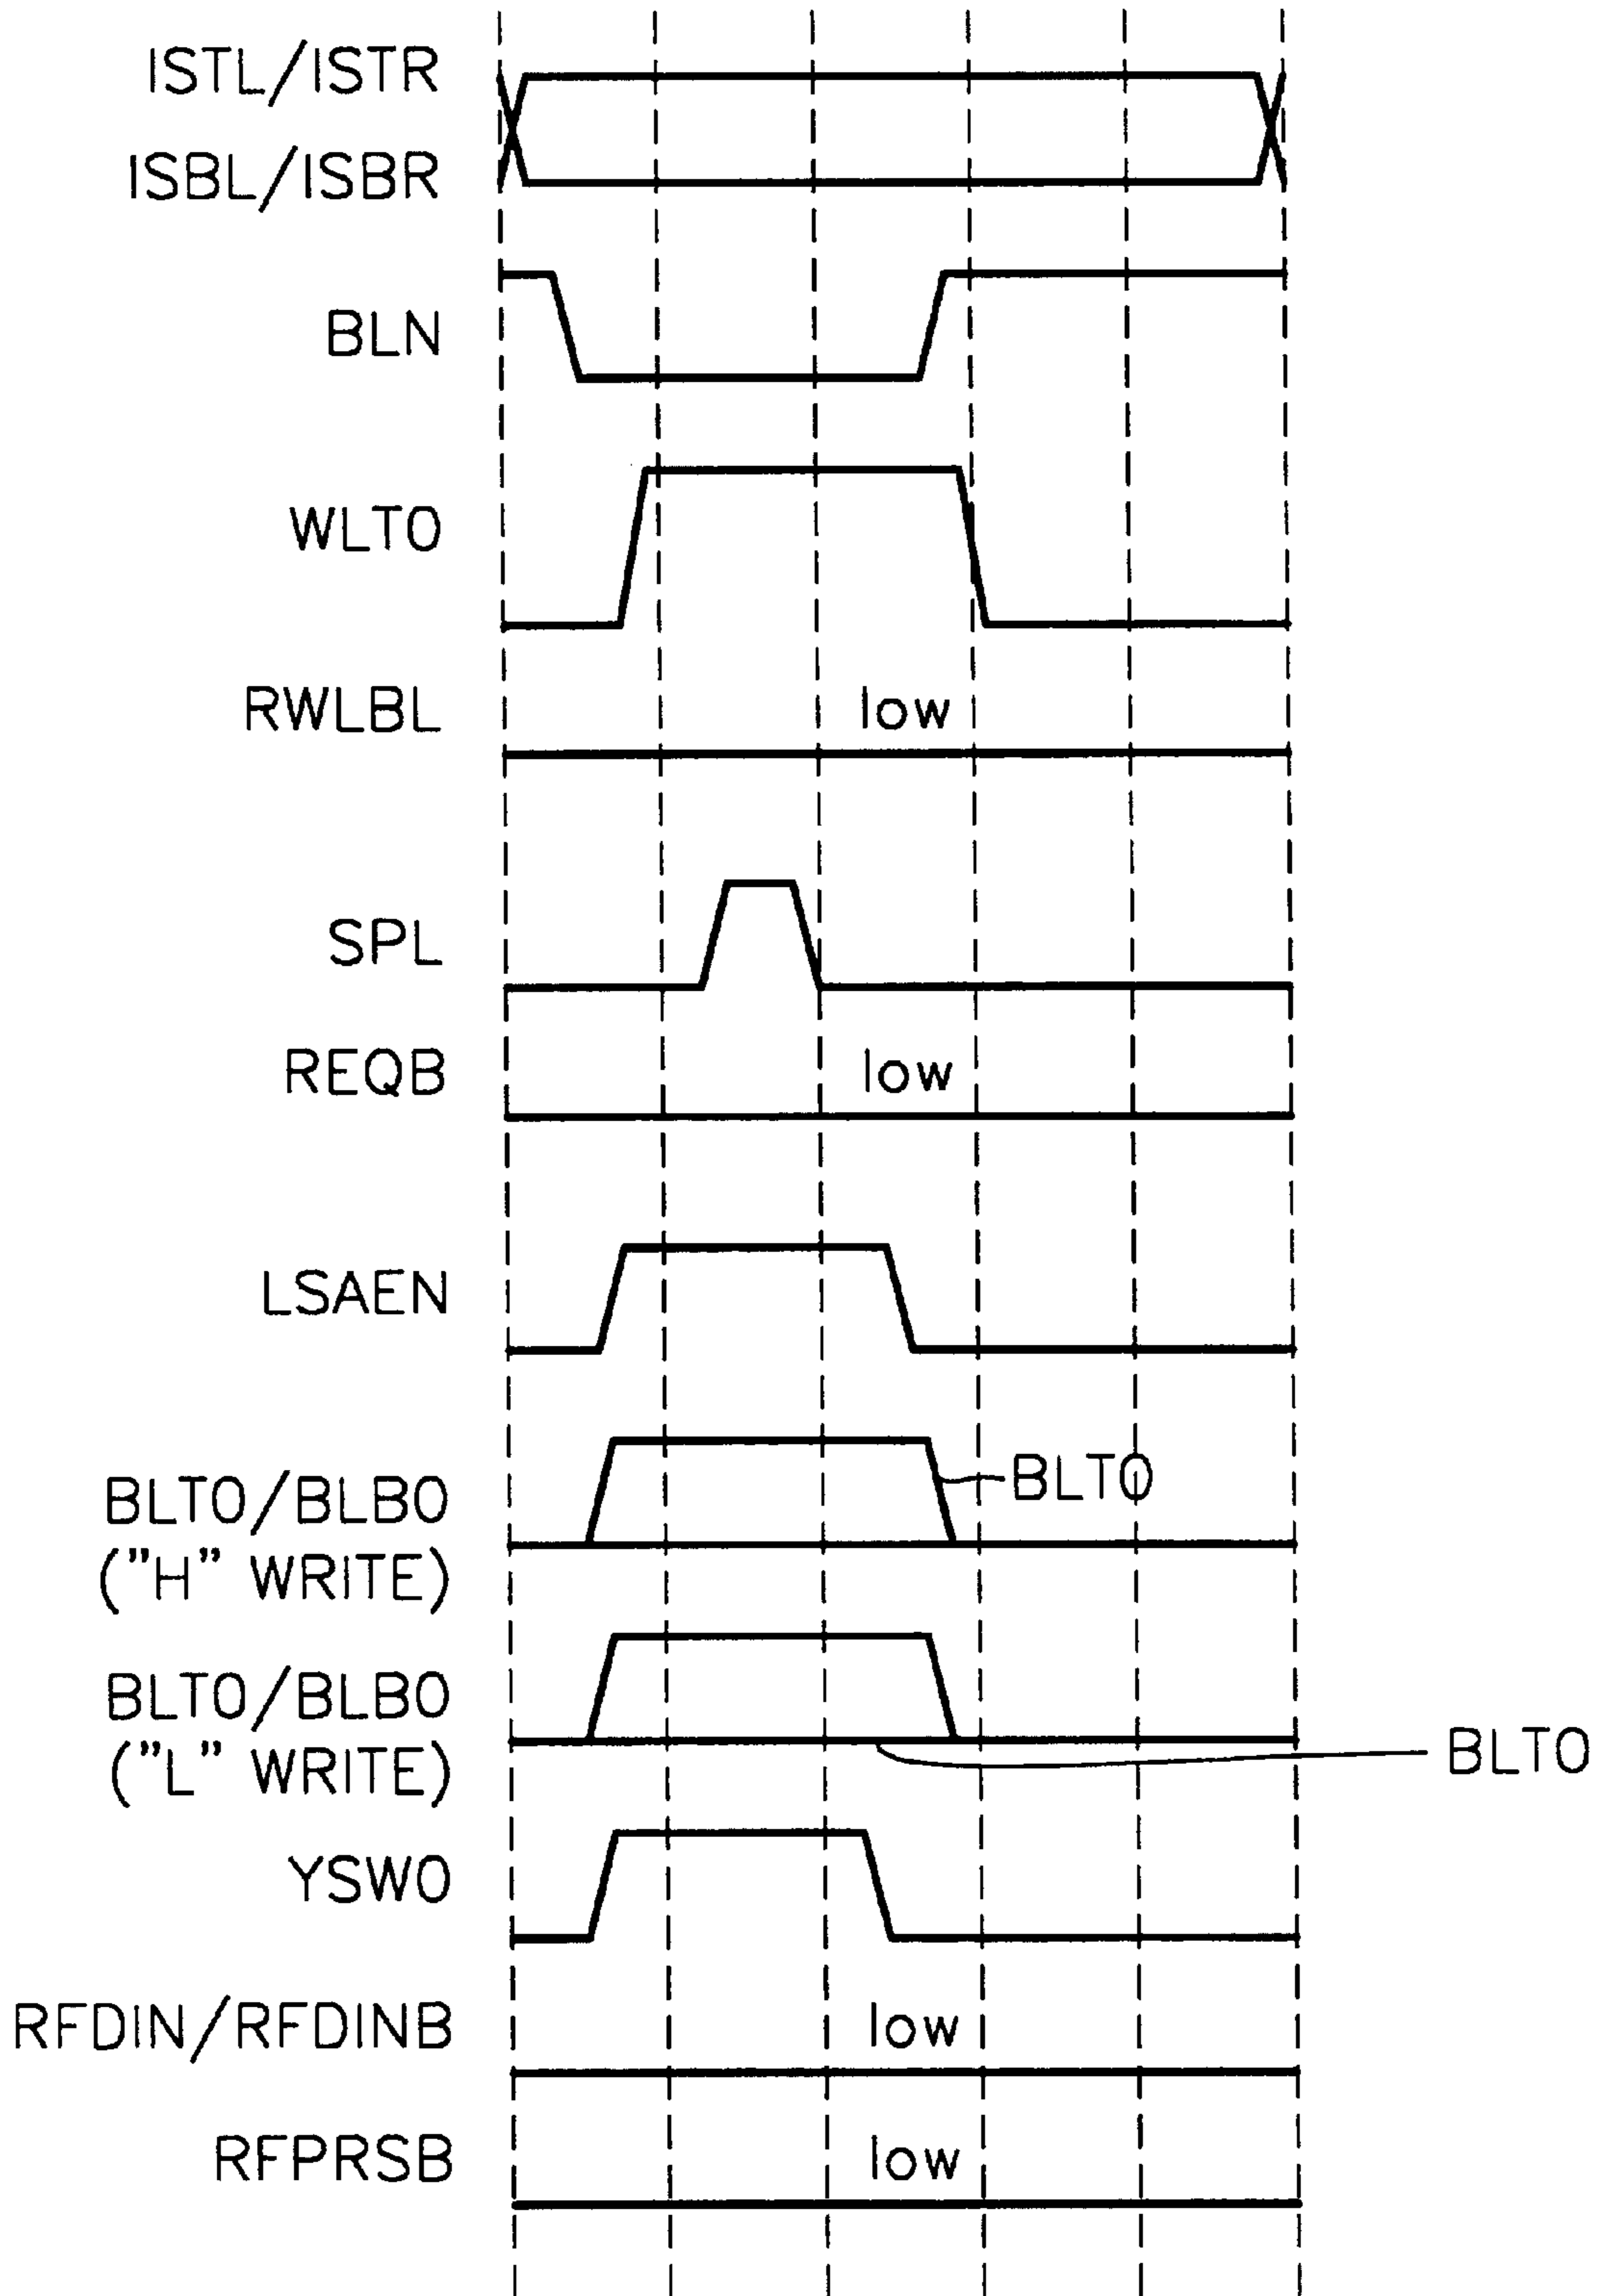 ISTL/ISTR
ISBL/ISBR
BLN
WLT0
RWLBL low
SPL
REQB low
LSAEN
BLT0/BLB0 BLT0
("H" WRITE)
BLT0/BLB0
("L" WRITE) BLT0
YSW0
RFDIN/RFDINB low
RFPRSB low